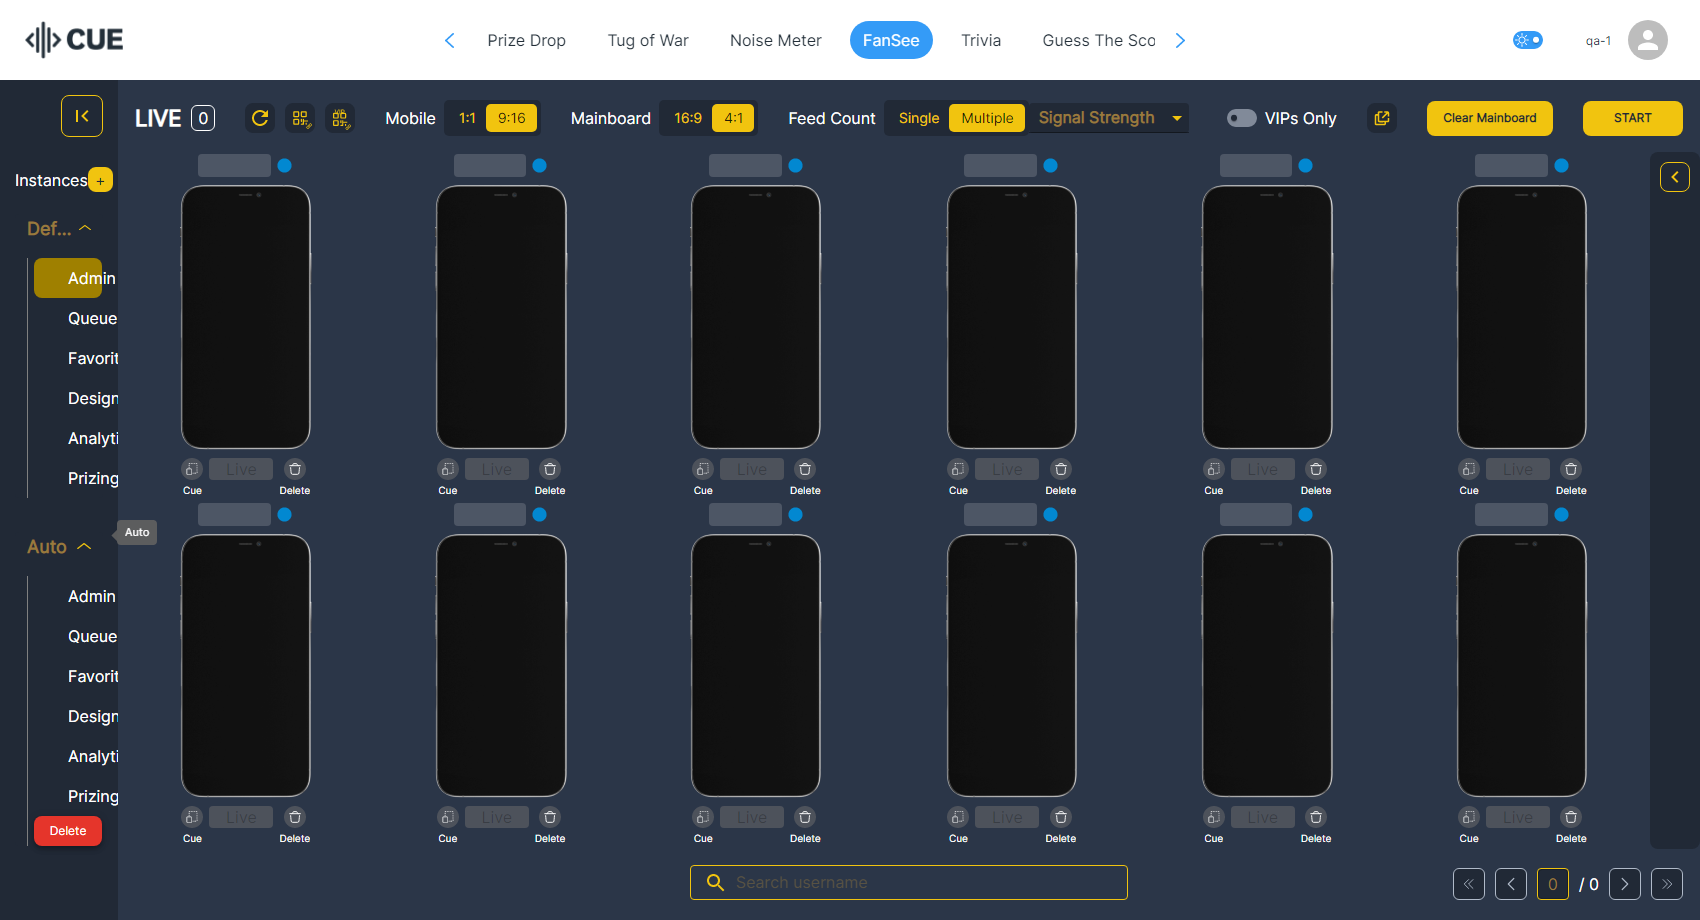 CUE
Prize Drop
Tug of War
Noise Meter
FanSee
Trivia
Guess The Sco
qa-1
LIVE 0
Mobile 1:1 9:16
Mainboard 16:9 4:1
Feed Count Single Multiple
Signal Strength
VIPs Only
Clear Mainboard
START
Instances +
Def...
Admin
Queue
Favorit
Design
Analyti
Prizing
Auto
Auto
Admin
Queue
Favorit
Design
Analyti
Prizing
Delete
Live Live Live Live Live Live
Cue Delete Cue Delete Cue Delete Cue Delete Cue Delete Cue Delete
Live Live Live Live Live Live
Cue Delete Cue Delete Cue Delete Cue Delete Cue Delete Cue Delete
Search username
0 / 0